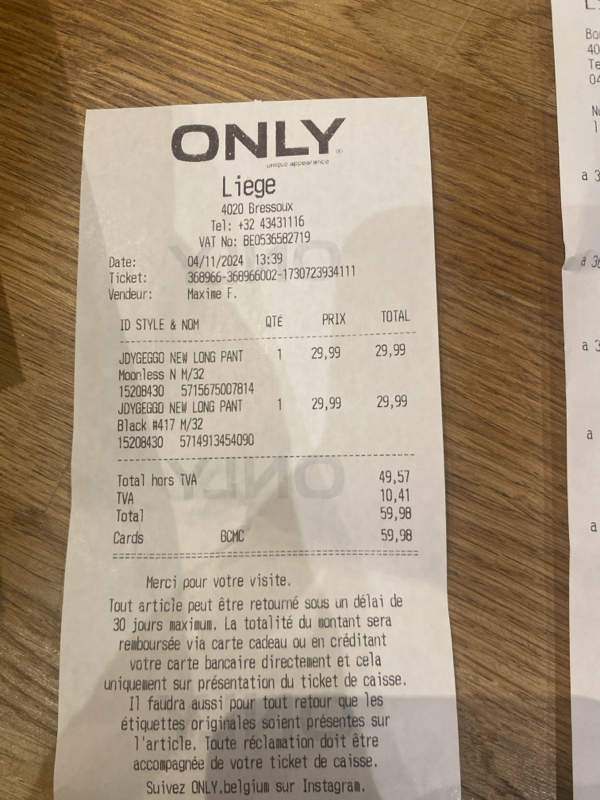 ONLY
unique appearance
Liege
4020 Bressoux
Tel: +32 43431116
VAT No: BE0536582719
Date: 04/11/2024 13:39
Ticket: 368966-368966002-1730723934111
Vendeur: Maxime F.
ID STYLE & NOM QTÉ PRIX TOTAL
JDYGEGGO NEW LONG PANT 1 29,99 29,99
Moonless N M/32
15208430 5715675007814
JDYGEGGO NEW LONG PANT 1 29,99 29,99
Black #417 M/32
15208430 5714913454090
Total hors TVA 49,57
TVA 10,41
Total 59,98
Cards BCMC 59,98
Merci pour votre visite.
Tout article peut être retourné sous un délai de
30 jours maximum. La totalité du montant sera
remboursée via carte cadeau ou en créditant
votre carte bancaire directement et cela
uniquement sur présentation du ticket de caisse.
Il faudra aussi pour tout retour que les
étiquettes originales soient présentes sur
l'article. Toute réclamation doit être
accompagnée de votre ticket de caisse.
Suivez ONLY.belgium sur Instagram.